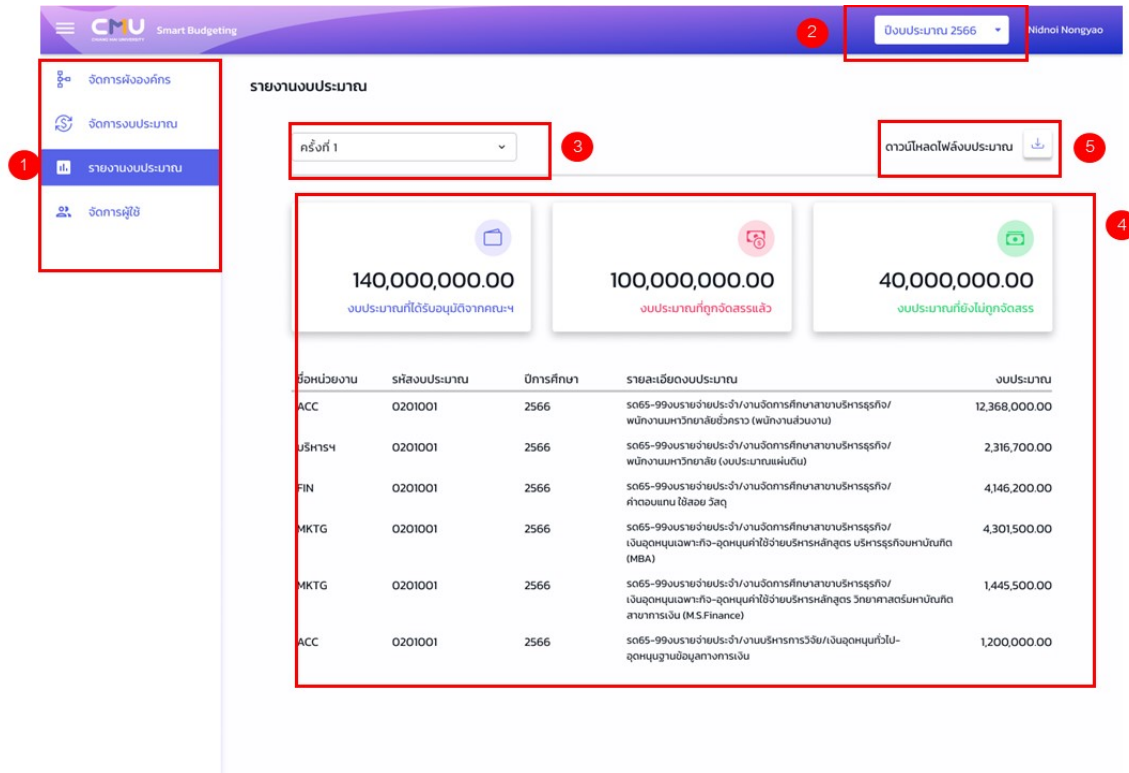 CMU
Smart Budgeting
2
ปีงบประมาณ 2566
Nidnoi Nongyao
จัดการผังองค์กร
จัดการงบประมาณ
1
รายงานงบประมาณ
จัดการผู้ใช้
รายงานงบประมาณ
ครั้งที่ 1
3
ดาวน์โหลดไฟล์งบประมาณ
5
4
140,000,000.00
งบประมาณที่ได้รับอนุมัติจากคณะฯ
100,000,000.00
งบประมาณที่ถูกจัดสรรแล้ว
40,000,000.00
งบประมาณที่ยังไม่ถูกจัดสรร
ชื่อหน่วยงาน รหัสงบประมาณ ปีการศึกษา รายละเอียดงบประมาณ งบประมาณ
ACC 0201001 2566 รด65-99งบรายจ่ายประจำ/งานจัดการศึกษาสาขาบริหารธุรกิจ/ 12,368,000.00
พนักงานมหาวิทยาลัยชั่วคราว (พนักงานส่วนงาน)
บริหารฯ 0201001 2566 รด65-99งบรายจ่ายประจำ/งานจัดการศึกษาสาขาบริหารธุรกิจ/ 2,316,700.00
พนักงานมหาวิทยาลัย (งบประมาณแผ่นดิน)
FIN 0201001 2566 รด65-99งบรายจ่ายประจำ/งานจัดการศึกษาสาขาบริหารธุรกิจ/ 4,146,200.00
ค่าตอบแทน ใช้สอย วัสดุ
MKTG 0201001 2566 รด65-99งบรายจ่ายประจำ/งานจัดการศึกษาสาขาบริหารธุรกิจ/ 4,301,500.00
เงินอุดหนุนเฉพาะกิจ-อุดหนุนค่าใช้จ่ายบริหารหลักสูตร บริหารธุรกิจมหาบัณฑิต
(MBA)
MKTG 0201001 2566 รด65-99งบรายจ่ายประจำ/งานจัดการศึกษาสาขาบริหารธุรกิจ/ 1,445,500.00
เงินอุดหนุนเฉพาะกิจ-อุดหนุนค่าใช้จ่ายบริหารหลักสูตร วิทยาศาสตร์มหาบัณฑิต
สาขาการเงิน (M.S.Finance)
ACC 0201001 2566 รด65-99งบรายจ่ายประจำ/งานบริหารการวิจัย/เงินอุดหนุนทั่วไป- 1,200,000.00
อุดหนุนฐานข้อมูลทางการเงิน